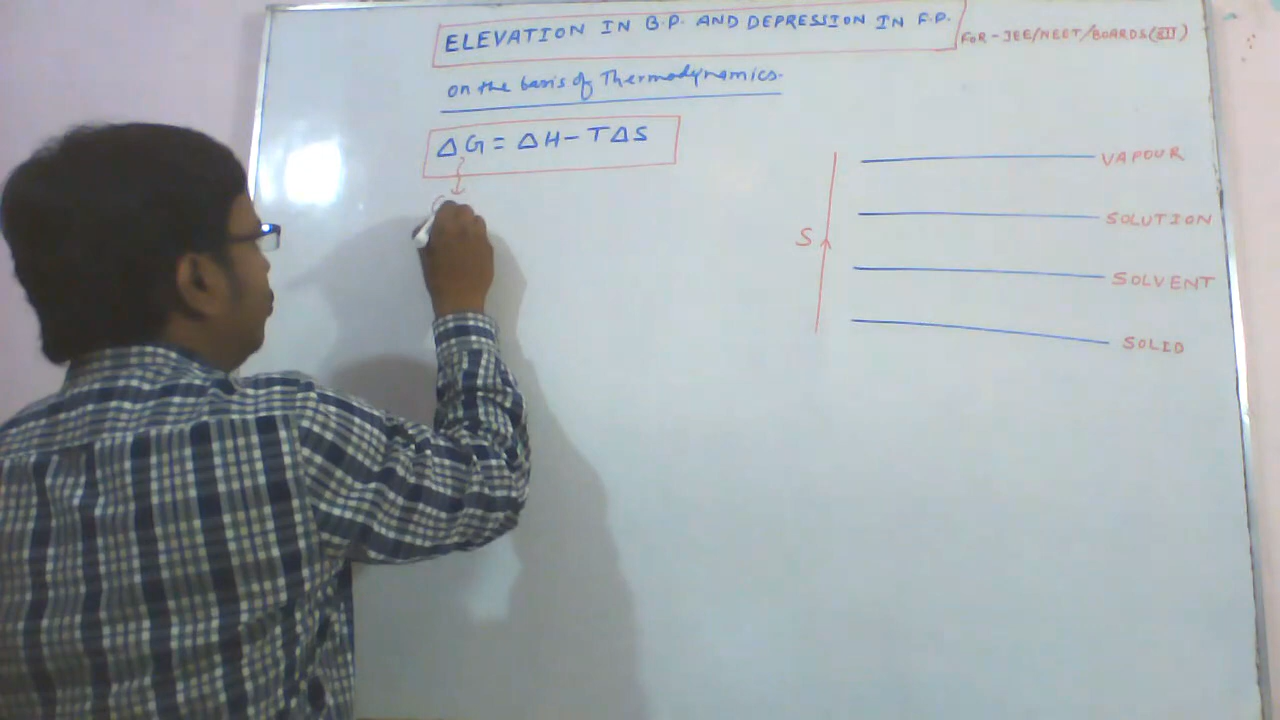 ELEVATION IN B.P. AND DEPRESSION IN F.P.
FOR-JEE/NEET/BOARDS(XII)
on the basis of Thermodynamics.
ΔG = ΔH - TΔS
VAPOUR
SOLUTION
S
SOLVENT
SOLID